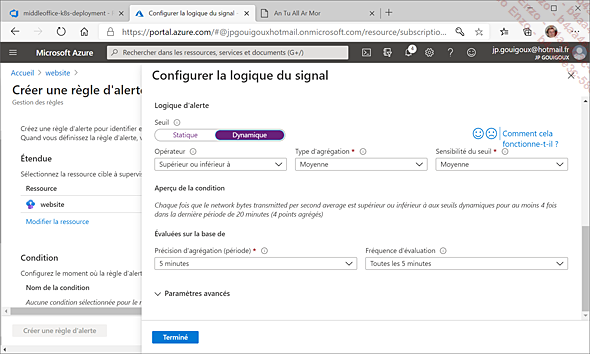 middleoffice-k8s-deployment -
Configurer la logique du signal
An Tu All Ar Mor
https://portal.azure.com/#@jpgouigouxhotmail.onmicrosoft.com/resource/subscriptio...
Microsoft Azure
Rechercher dans les ressources, services et documents (G+/)
4
jp.gouigoux@hotmail.fr
JP GOUIGOUX
Accueil > website >
Créer une règle d'alerte
Gestion des règles
Créez une règle d'alerte pour identifier e
Quand vous définissez la règle d'alerte, v
Étendue
Sélectionnez la ressource cible à supervis
Ressource
website
Modifier la ressource
Condition
Configurez le moment où la règle d'alert
Nom de la condition
Aucune condition sélectionnée pour le m
Créer une règle d'alerte
Configurer la logique du signal
Logique d'alerte
Seuil
Statique
Dynamique
Comment cela
fonctionne-t-il ?
Opérateur
Type d'agrégation *
Sensibilité du seuil *
Supérieur ou inférieur à
Moyenne
Moyenne
Aperçu de la condition
Chaque fois que le network bytes transmitted per second average est supérieur ou inférieur à aux seuils dynamiques pour au moins 4 fois
dans la dernière période de 20 minutes (4 points agrégés)
Évaluées sur la base de
Précision d'agrégation (période) *
Fréquence d'évaluation
5 minutes
Toutes les 5 minutes
Paramètres avancés
Terminé